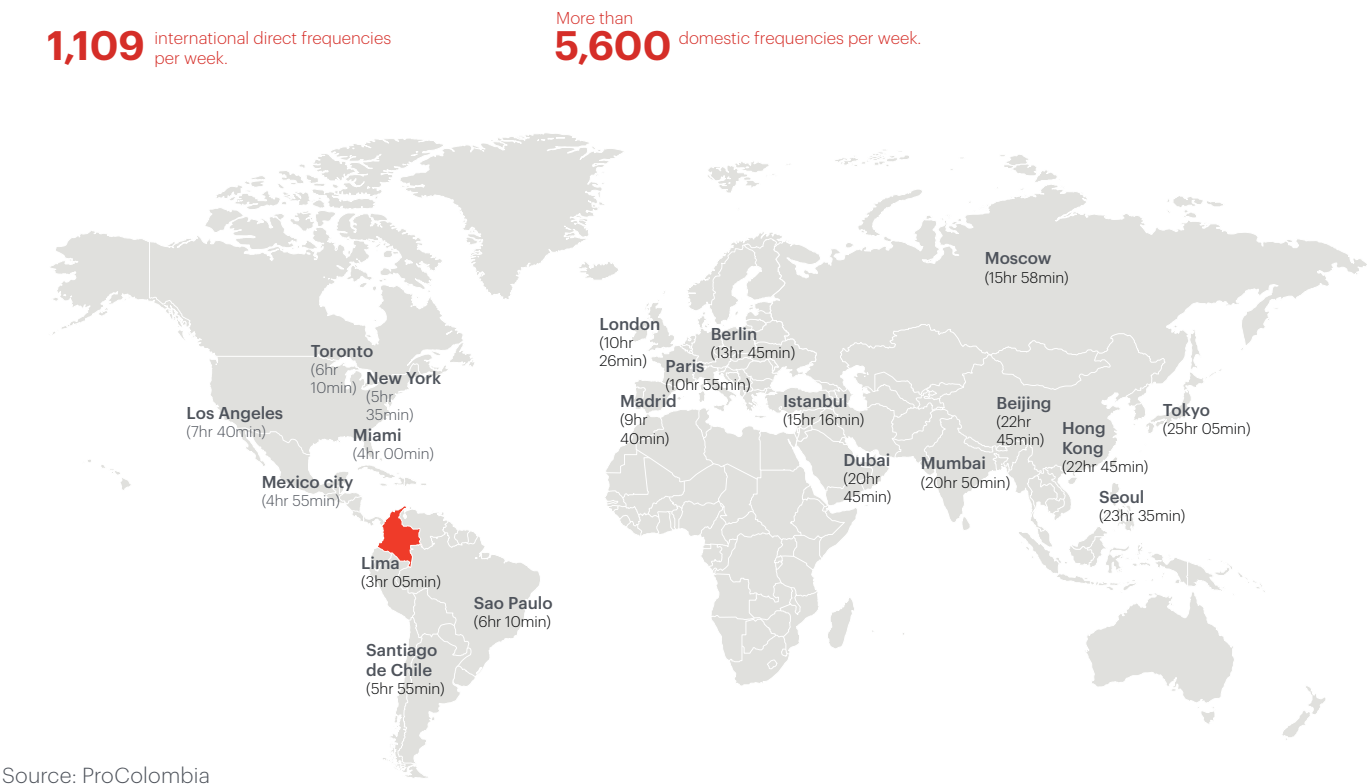 1,109 international direct frequencies
per week.
More than
5,600 domestic frequencies per week.
Moscow
(15hr 58min)
London
(10hr
26min)
Berlin
(13hr 45min)
Toronto
(6hr
10min)
Paris
(10hr 55min)
New York
(5hr
35min)
Madrid
(9hr
40min)
Istanbul
(15hr 16min)
Beijing
(22hr
45min)
Tokyo
(25hr 05min)
Los Angeles
(7hr 40min)
Miami
(4hr 00min)
Hong
Kong
(22hr 45min)
Dubai
(20hr
45min)
Mumbai
(20hr 50min)
Mexico city
(4hr 55min)
Seoul
(23hr 35min)
Lima
(3hr 05min)
Sao Paulo
(6hr 10min)
Santiago
de Chile
(5hr 55min)
Source: ProColombia